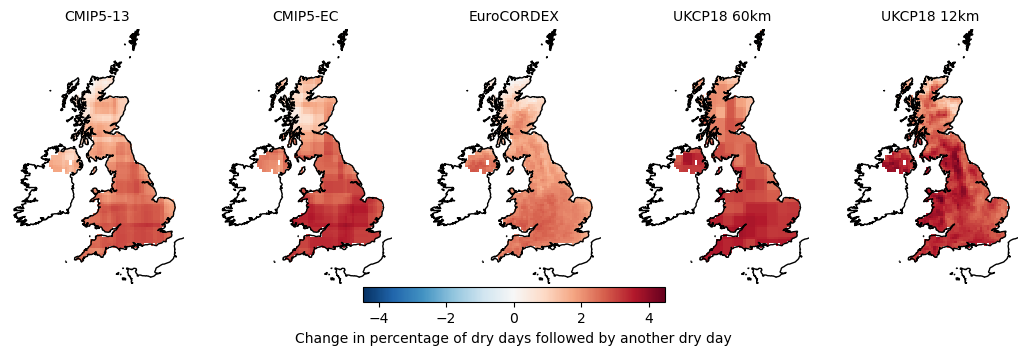 CMIP5-13 CMIP5-EC EuroCORDEX UKCP18 60km UKCP18 12km
−4 −2 0 2 4
Change in percentage of dry days followed by another dry day